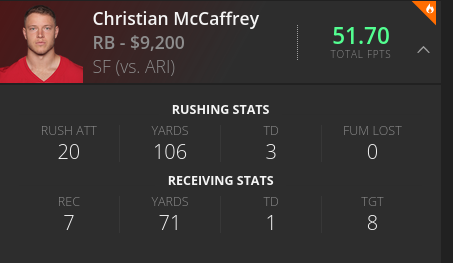 Christian McCaffrey
RB - $9,200
SF (vs. ARI)
51.70
TOTAL FPTS
RUSHING STATS
RUSH ATT YARDS TD FUM LOST
20 106 3 0
RECEIVING STATS
REC YARDS TD TGT
7 71 1 8